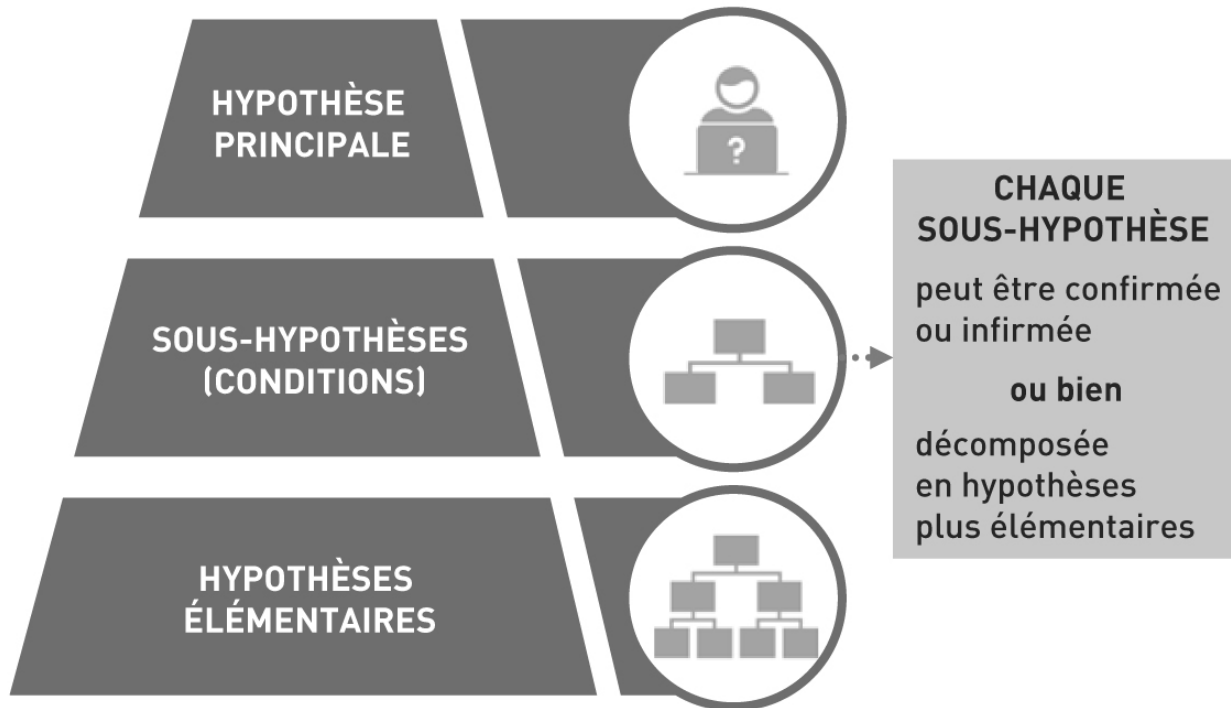 HYPOTHÈSE
PRINCIPALE
?
SOUS-HYPOTHÈSES
(CONDITIONS)
HYPOTHÈSES
ÉLÉMENTAIRES
CHAQUE
SOUS-HYPOTHÈSE
peut être confirmée
ou infirmée
ou bien
décomposée
en hypothèses
plus élémentaires